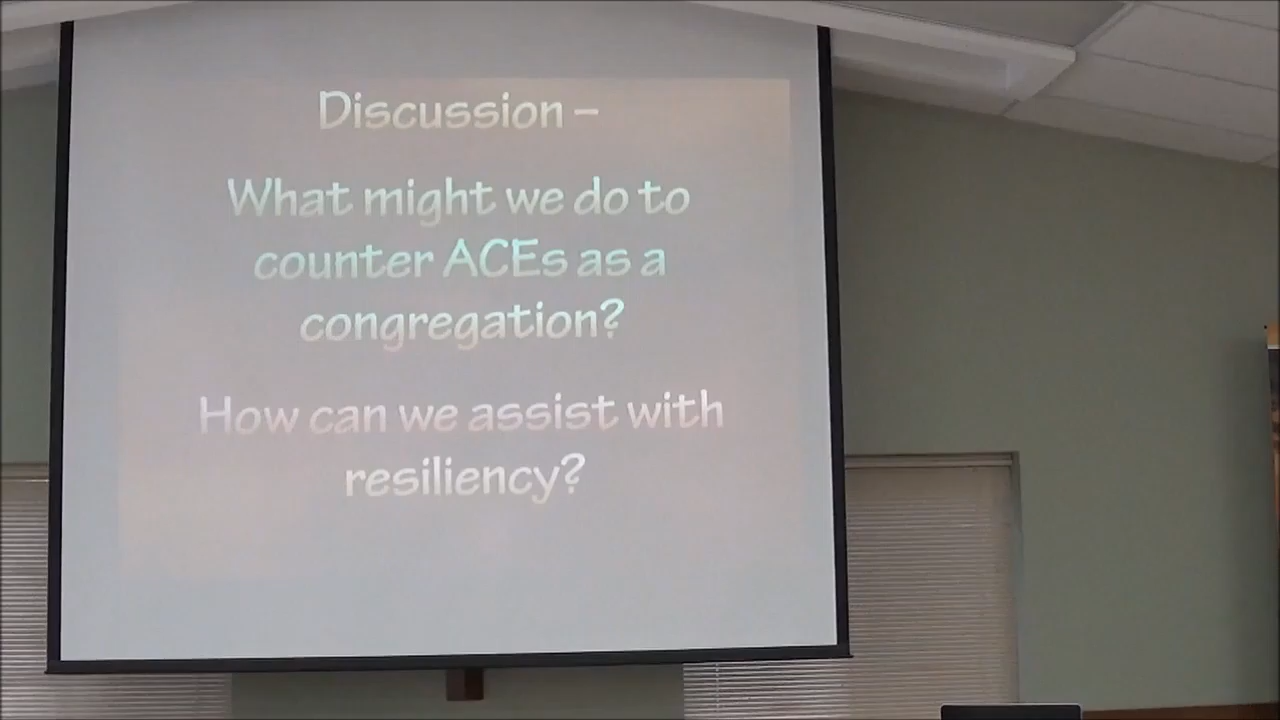 Discussion –
What might we do to
counter ACEs as a
congregation?
How can we assist with
resiliency?